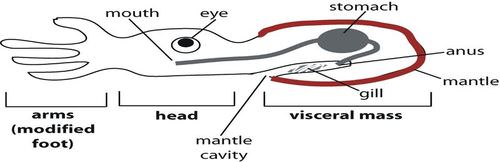 mouth
eye
stomach
anus
mantle
gill
arms
(modified
foot)
head
mantle
cavity
visceral mass